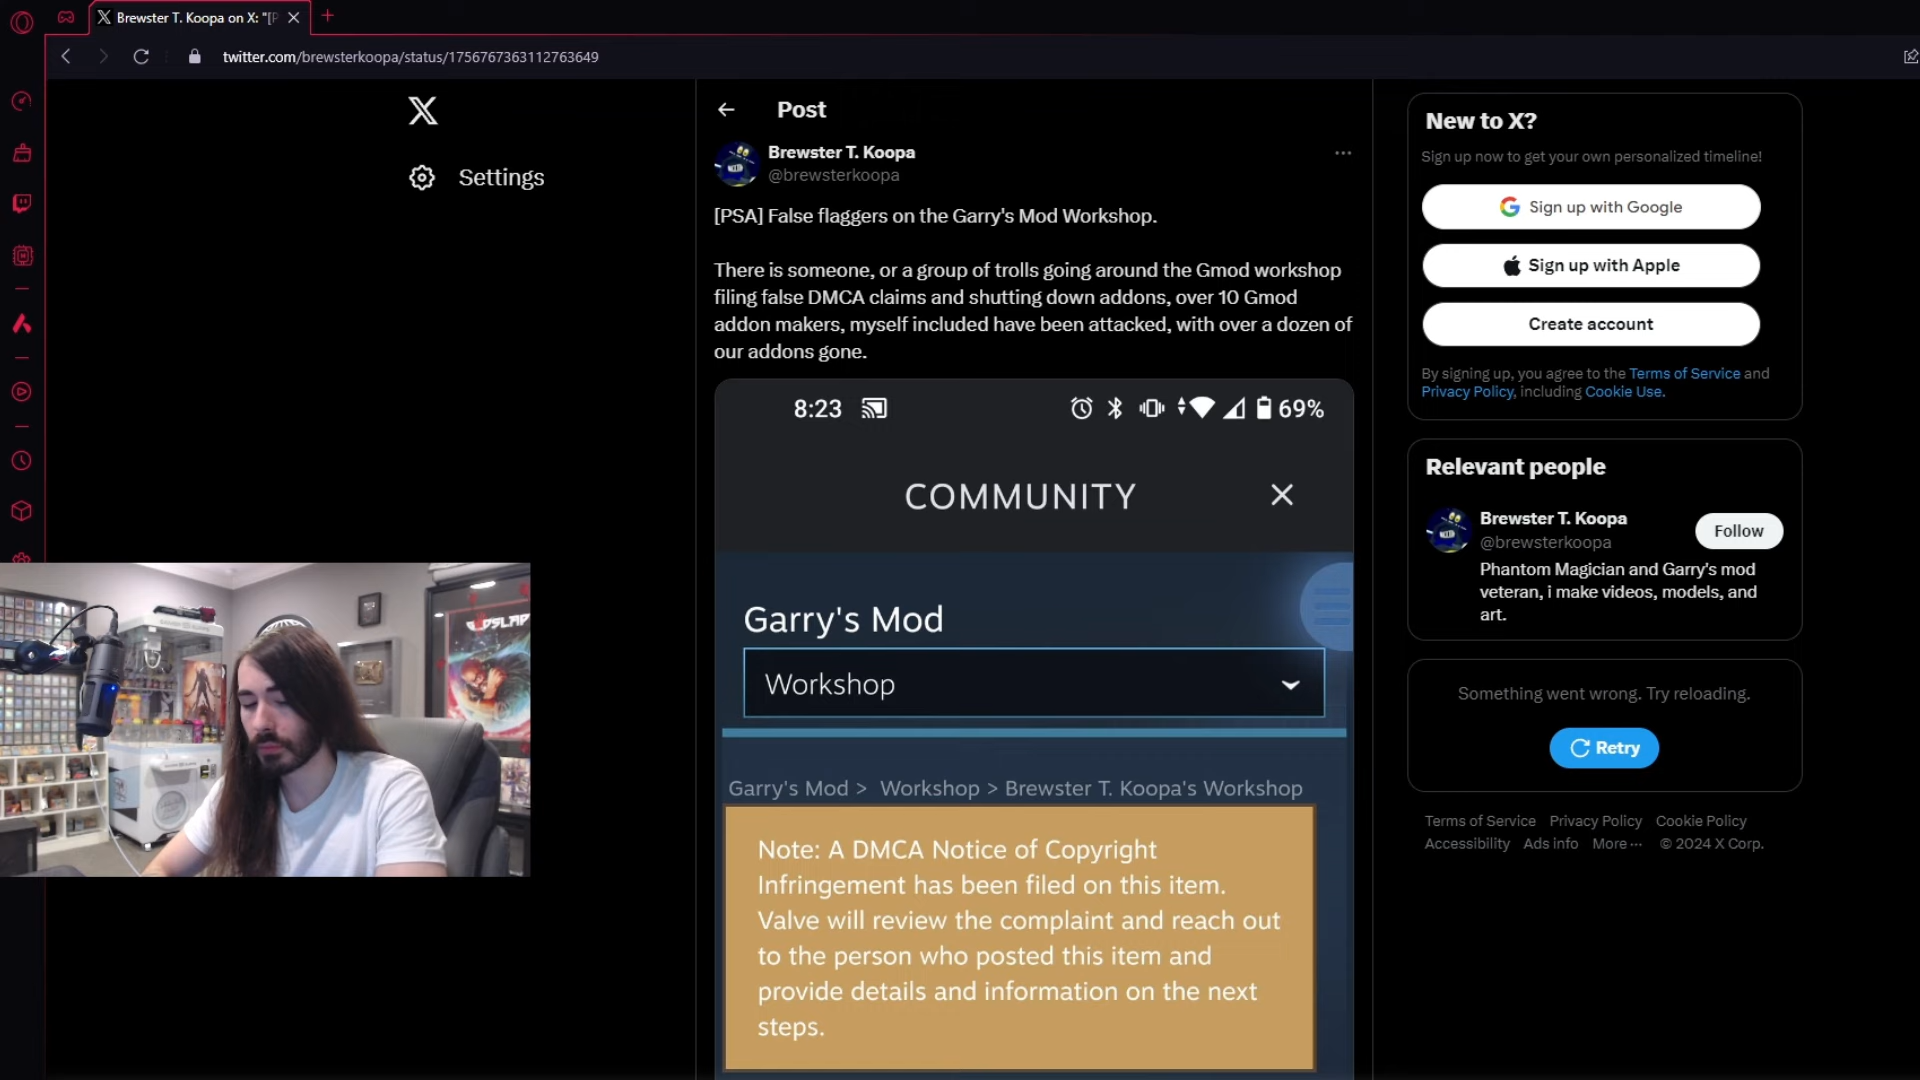 Brewster T. Koopa on X: "[P
twitter.com/brewsterkoopa/status/1756767363112763649
Settings
Post
Brewster T. Koopa
@brewsterkoopa
[PSA] False flaggers on the Garry's Mod Workshop.
There is someone, or a group of trolls going around the Gmod workshop
filing false DMCA claims and shutting down addons, over 10 Gmod
addon makers, myself included have been attacked, with over a dozen of
our addons gone.
8:23
69%
COMMUNITY
Garry's Mod
Workshop
Garry's Mod > Workshop > Brewster T. Koopa's Workshop
Note: A DMCA Notice of Copyright
Infringement has been filed on this item.
Valve will review the complaint and reach out
to the person who posted this item and
provide details and information on the next
steps.
New to X?
Sign up now to get your own personalized timeline!
Sign up with Google
Sign up with Apple
Create account
By signing up, you agree to the Terms of Service and
Privacy Policy, including Cookie Use.
Relevant people
Brewster T. Koopa
@brewsterkoopa
Follow
Phantom Magician and Garry's mod
veteran, i make videos, models, and
art.
Something went wrong. Try reloading.
Retry
Terms of Service Privacy Policy Cookie Policy
Accessibility Ads info More ··· © 2024 X Corp.